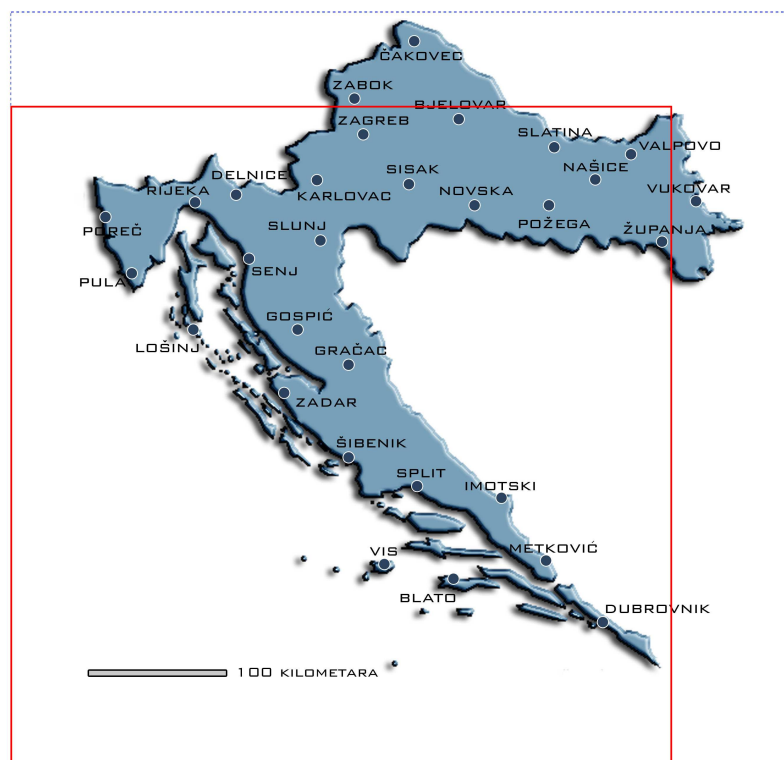 ČAKOVEC
ZABOK
BJELOVAR
ZAGREB
SLATINA
VALPOVO
NAŠICE
SISAK
DELNICE
RIJEKA
KARLOVAC
NOVSKA
VUKOVAR
POŽEGA
SLUNJ
POREČ
ŽUPANJA
SENJ
PULA
GOSPIĆ
LOŠINJ
GRAČAC
ZADAR
ŠIBENIK
SPLIT
IMOTSKI
VIS
METKOVIĆ
BLATO
DUBROVNIK
100 KILOMETARA